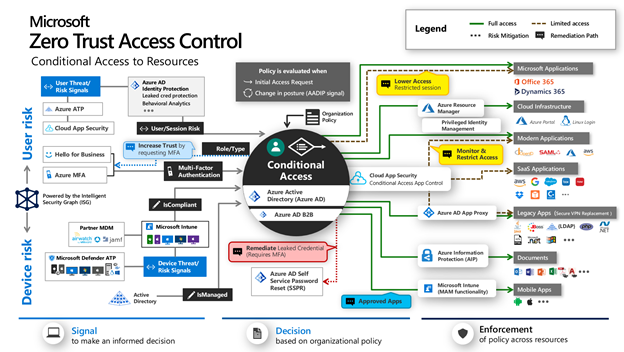 Microsoft
Zero Trust Access Control
Conditional Access to Resources
Legend
Full access
Limited access
Risk Mitigation
Remediation Path
User risk
Device risk
User Threat/
Risk Signals
Azure ATP
Cloud App Security
Azure AD
Identity Protection
Leaked cred protection
Behavioral Analytics
User/Session Risk
Hello for Business
Azure MFA
Increase Trust by
requesting MFA
Role/Type
Multi-Factor
Authentication
Powered by the Intelligent
Security Graph (ISG)
IsCompliant
Partner MDM
airwatch
jamf
Microsoft Intune
Microsoft Defender ATP
Device Threat/
Risk Signals
Active
Directory
IsManaged
Policy is evaluated when
Initial Access Request
Change in posture (AADIP signal)
Organization
Policy
Conditional
Access
Azure Active
Directory (Azure AD)
Azure AD B2B
Remediate Leaked Credential
(Requires MFA)
Azure AD Self
Service Password
Reset (SSPR)
Lower Access
Restricted session
Azure Resource
Manager
Privileged Identity
Management
Monitor &
Restrict Access
Cloud App Security
Conditional Access App Control
Azure AD App Proxy
Azure Information
Protection (AIP)
Microsoft Intune
(MAM functionality)
Approved Apps
Microsoft Applications
Office 365
Dynamics 365
Cloud Infrastructure
Azure Portal
Linux Login
Modern Applications
SAML
aws
SaaS Applications
aws
Legacy Apps (Secure VPN Replacement)
(LDAP)
php
.NET
.net
Documents
Mobile Apps
Signal
to make an informed decision
Decision
based on organizational policy
Enforcement
of policy across resources